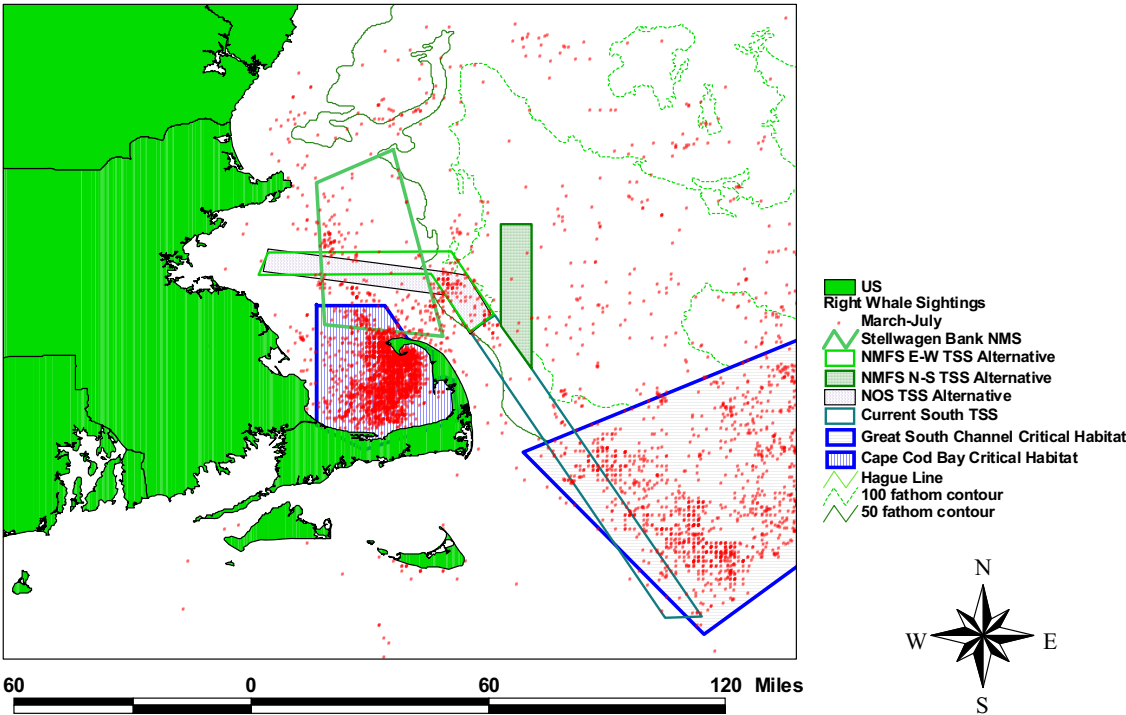 US
Right Whale Sightings
March-July
Stellwagen Bank NMS
NMFS E-W TSS Alternative
NMFS N-S TSS Alternative
NOS TSS Alternative
Current South TSS
Great South Channel Critical Habitat
Cape Cod Bay Critical Habitat
Hague Line
100 fathom contour
50 fathom contour
N
W E
S
60 0 60 120 Miles